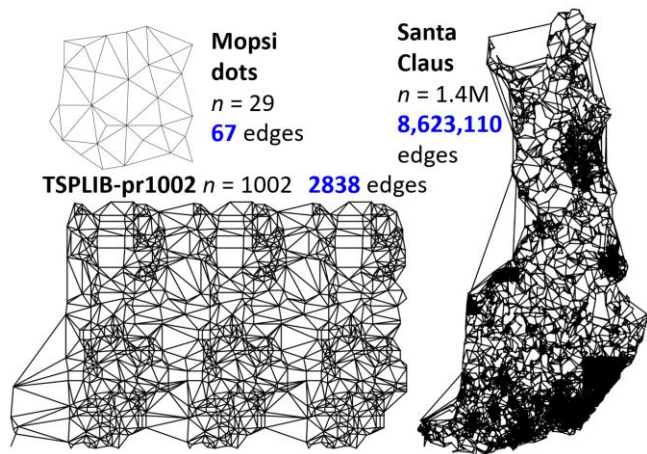 Mopsi
dots
n = 29
67 edges
Santa
Claus
n = 1.4M
8,623,110
edges
TSPLIB-pr1002 n = 1002 2838 edges